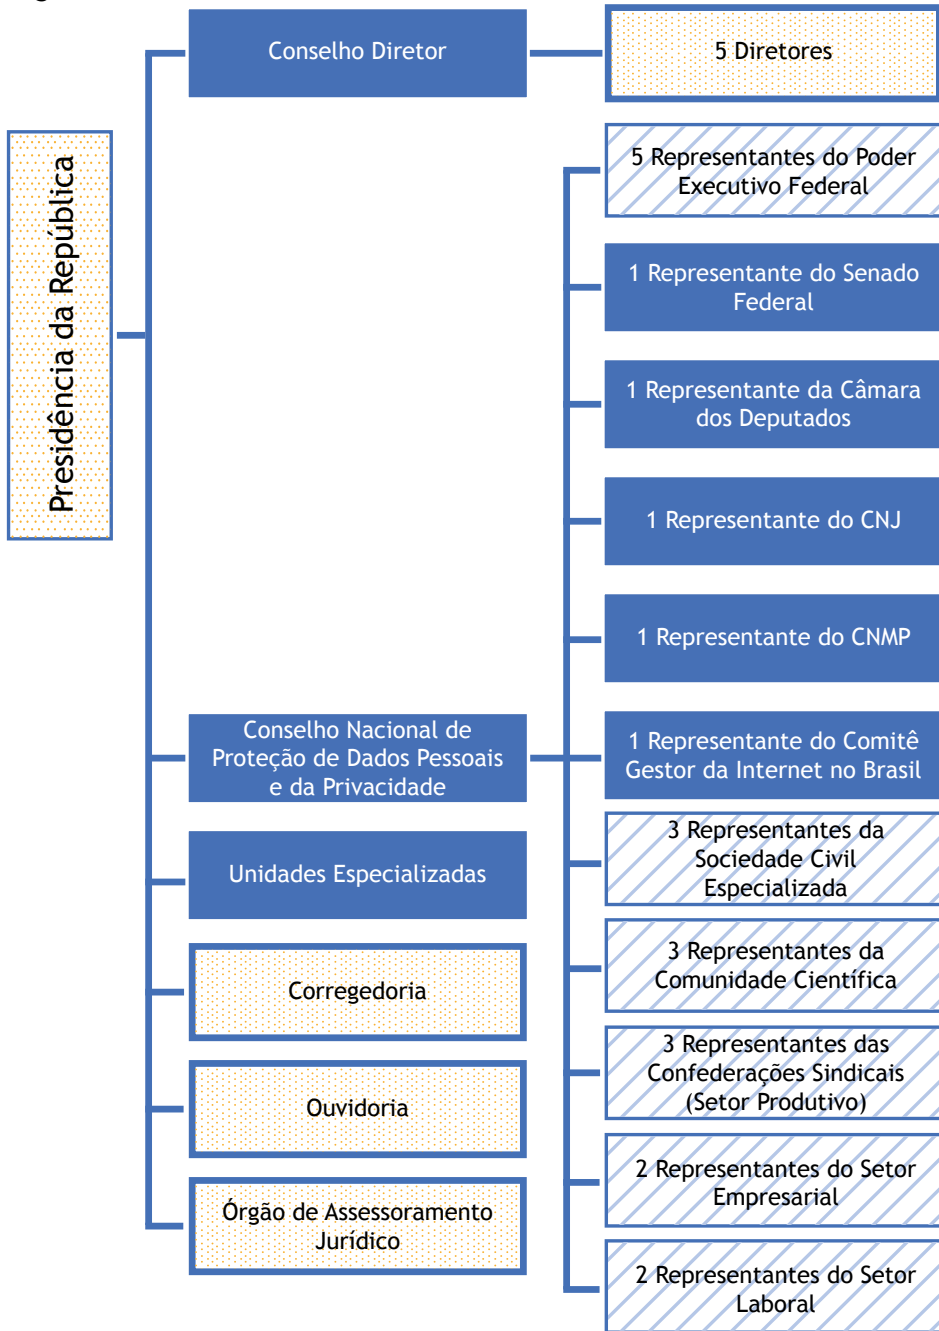 Presidência da República
Conselho Diretor
5 Diretores
5 Representantes do Poder
Executivo Federal
1 Representante do Senado
Federal
1 Representante da Câmara
dos Deputados
1 Representante do CNJ
1 Representante do CNMP
Conselho Nacional de
Proteção de Dados Pessoais
e da Privacidade
1 Representante do Comitê
Gestor da Internet no Brasil
3 Representantes da
Sociedade Civil
Especializada
Unidades Especializadas
3 Representantes da
Comunidade Científica
Corregedoria
3 Representantes das
Confederações Sindicais
(Setor Produtivo)
Ouvidoria
2 Representantes do Setor
Empresarial
Órgão de Assessoramento
Jurídico
2 Representantes do Setor
Laboral